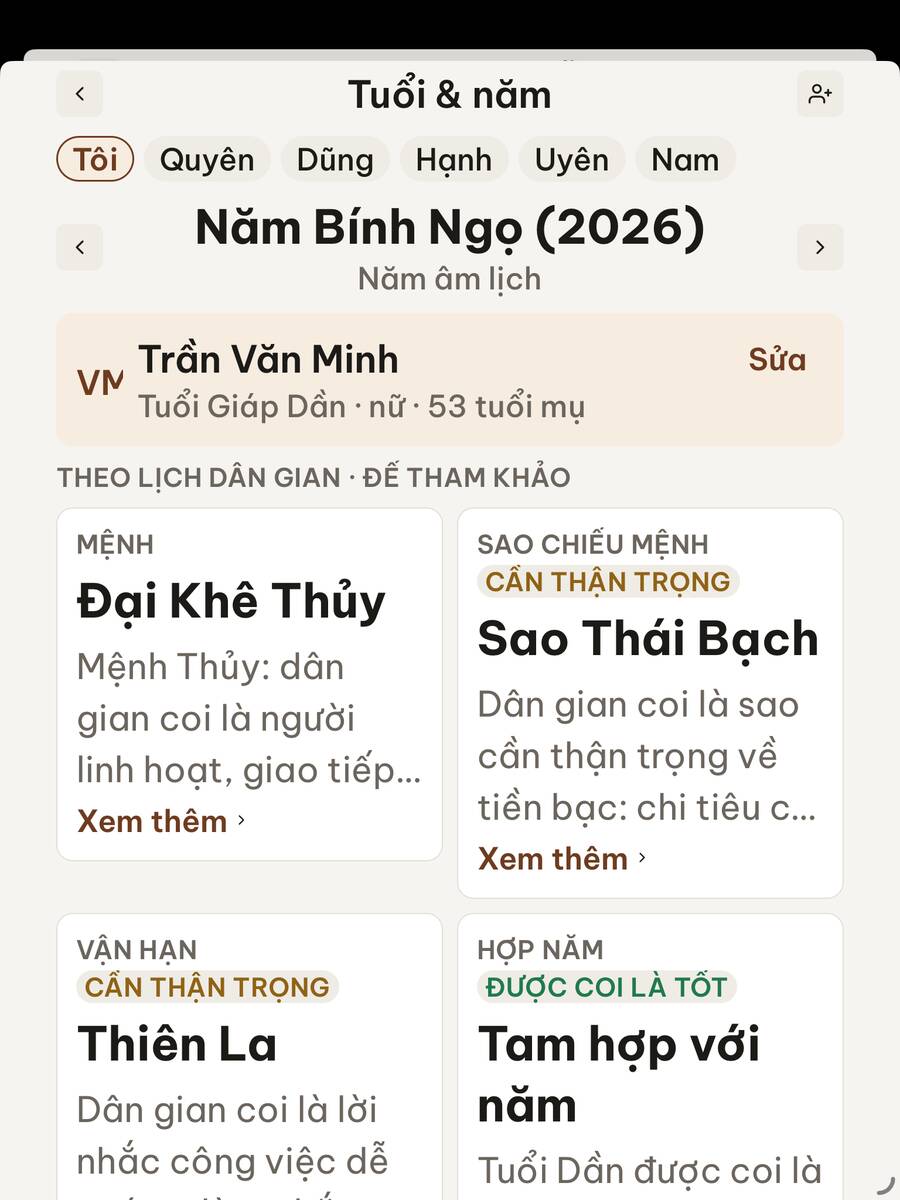 Tuổi & năm
Tôi Quyên Dũng Hạnh Uyên Nam
Năm Bính Ngọ (2026)
Năm âm lịch
Trần Văn Minh
Sửa
Tuổi Giáp Dần · nữ · 53 tuổi mụ
THEO LỊCH DÂN GIAN · ĐỂ THAM KHẢO
MỆNH
Đại Khê Thủy
Mệnh Thủy: dân
gian coi là người
linh hoạt, giao tiếp...
Xem thêm
SAO CHIẾU MỆNH
CẦN THẬN TRỌNG
Sao Thái Bạch
Dân gian coi là sao
cần thận trọng về
tiền bạc: chi tiêu c...
Xem thêm
VẬN HẠN
CẦN THẬN TRỌNG
Thiên La
Dân gian coi là lời
nhắc công việc dễ
HỢP NĂM
ĐƯỢC COI LÀ TỐT
Tam hợp với
năm
Tuổi Dần được coi là